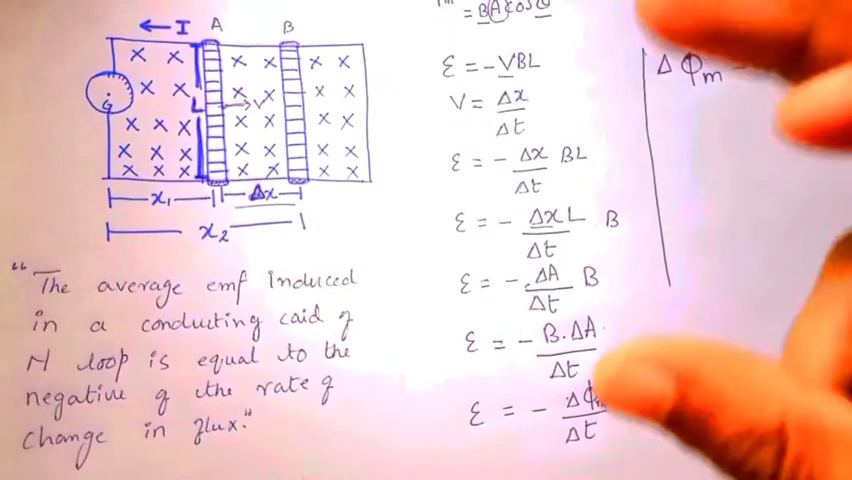 ← I A B
G
L
→ V
x₁ Δx
x₂
"The average emf induced
in a conducting caid of
N loop is equal to the
negative of the rate of
change in flux."
= BA cosθ
ε = -VBL
V = Δx/Δt
ε = - Δx/Δt BL
ε = - ΔxL/Δt B
ε = - ΔA/Δt B
ε = - B.ΔA/Δt
ε = - Δϕm/Δt
Δϕm